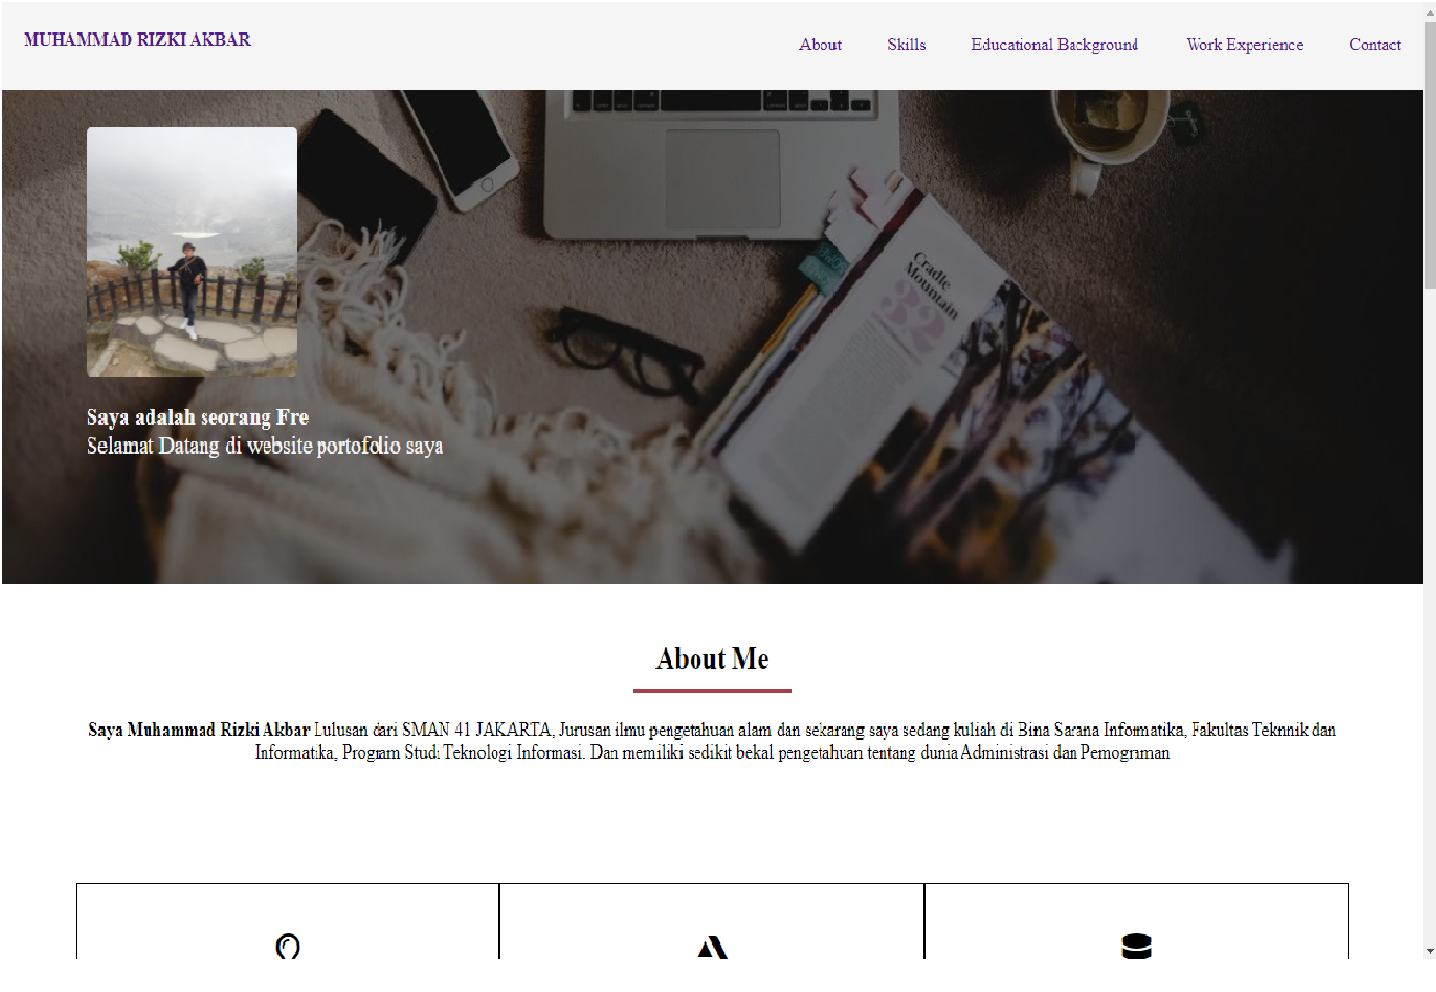 MUHAMMAD RIZKI AKBAR
About Skills Educational Background Work Experience Contact
Cradle
Mountain
32
Saya adalah seorang Fre
Selamat Datang di website portofolio saya
About Me
Saya Muhammad Rizki Akbar Lulusan dari SMAN 41 JAKARTA, Jurusan ilmu pengetahuan alam dan sekarang saya sedang kuliah di Bina Sarana Informatika, Fakultas Teknnik dan
Informatika, Program Studi Teknologi Informasi. Dan memiliki sedikit bekal pengetahuan tentang dunia Administrasi dan Pemograman